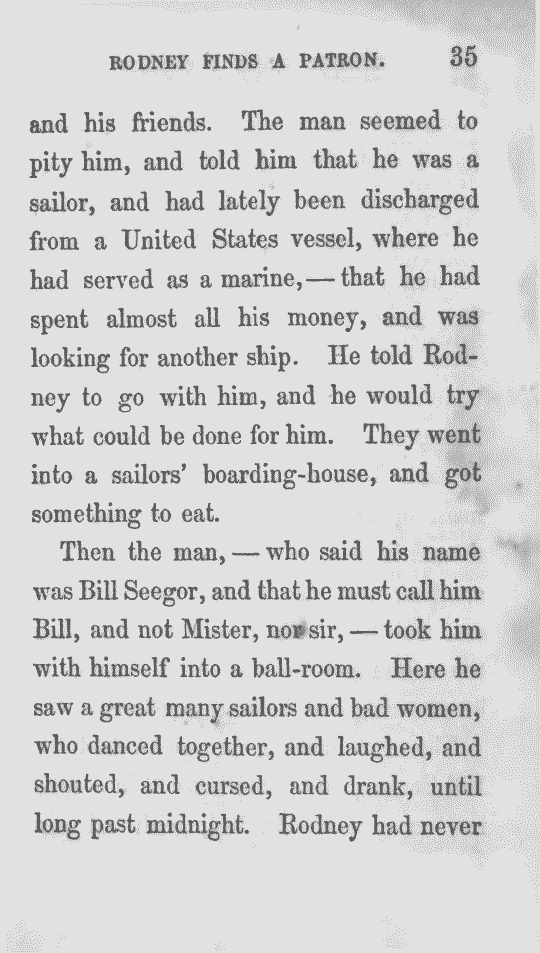 RODNEY FINDS A PATRON. 35
and his friends. The man seemed to
pity him, and told him that he was a
sailor, and had lately been discharged
from a United States vessel, where he
had served as a marine,—that he had
spent almost all his money, and was
looking for another ship. He told Rod-
ney to go with him, and he would try
what could be done for him. They went
into a sailors' boarding-house, and got
something to eat.
Then the man,—who said his name
was Bill Seegor, and that he must call him
Bill, and not Mister, nor sir,—took him
with himself into a ball-room. Here he
saw a great many sailors and bad women,
who danced together, and laughed, and
shouted, and cursed, and drank, until
long past midnight. Rodney had never